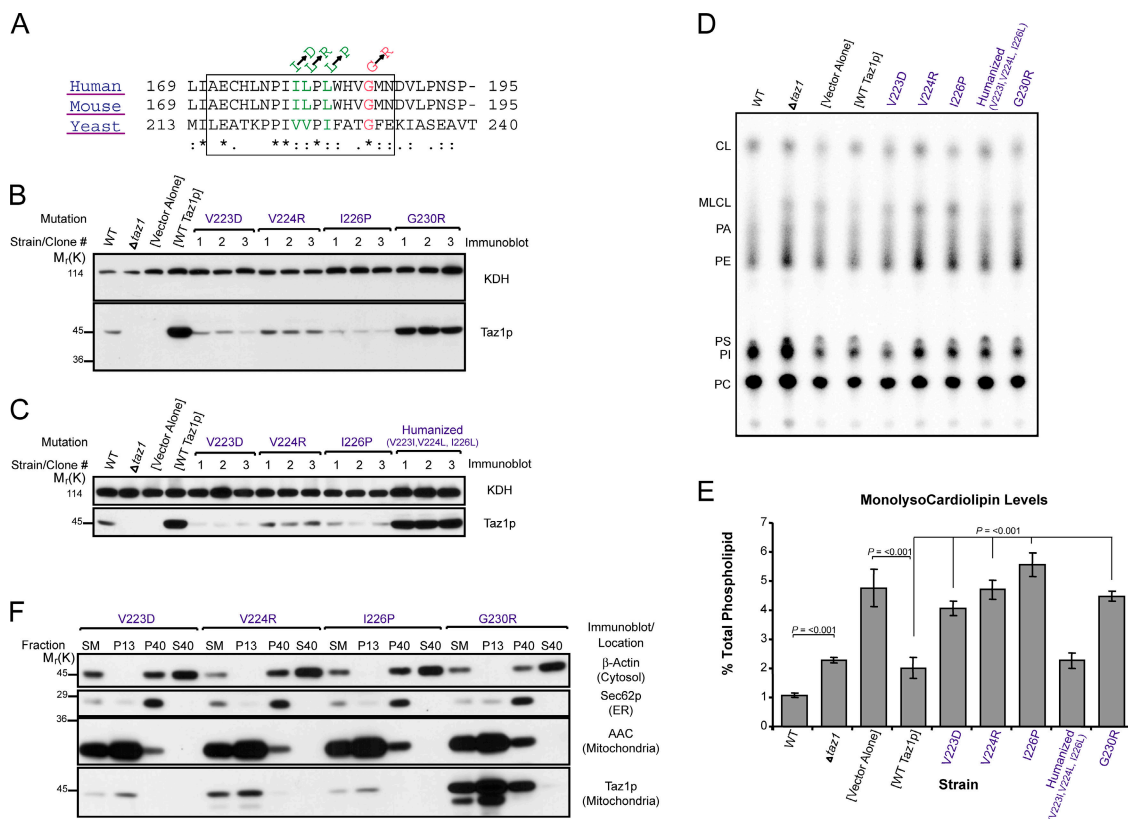 A
I D I R L P G R
Human 169 LIAECHLNPIILPLWHVGMNDVLPNSP- 195
Mouse 169 LIAECHLNPIILPLWHVGMNDVLPNSP- 195
Yeast 213 MILEATKPPIVVPIFATGFEKIASEAVT 240
B
Mutation V223D V224R I226P G230R
WT Δtaz1 [Vector Alone] [WT Taz1p]
Strain/Clone # 1 2 3 1 2 3 1 2 3 1 2 3 Immunoblot
Mr(K)
114 KDH
45 Taz1p
36
C
Humanized
Mutation V223D V224R I226P (V223I,V224L, I226L)
WT Δtaz1 [Vector Alone] [WT Taz1p]
Strain/Clone # 1 2 3 1 2 3 1 2 3 1 2 3 Immunoblot
Mr(K)
114 KDH
45 Taz1p
F
V223D V224R I226P G230R Immunoblot/
Location
Fraction SM P13 P40 S40 SM P13 P40 S40 SM P13 P40 S40 SM P13 P40 S40
Mr(K)
45 β-Actin
(Cytosol)
29 Sec62p
(ER)
36
AAC
(Mitochondria)
45 Taz1p
(Mitochondria)
D
WT Δtaz1 [Vector Alone] [WT Taz1p] V223D V224R I226P Humanized (V223I,V224L, I226L) G230R
CL
MLCL
PA
PE
PS
PI
PC
E
MonolysoCardiolipin Levels
% Total Phospholipid
7
6
5
4
3
2
1
0
P = <0.001
P = <0.001
P = <0.001
WT Δtaz1 [Vector Alone] [WT Taz1p] V223D V224R I226P Humanized (V223I,V224L, I226L) G230R
Strain